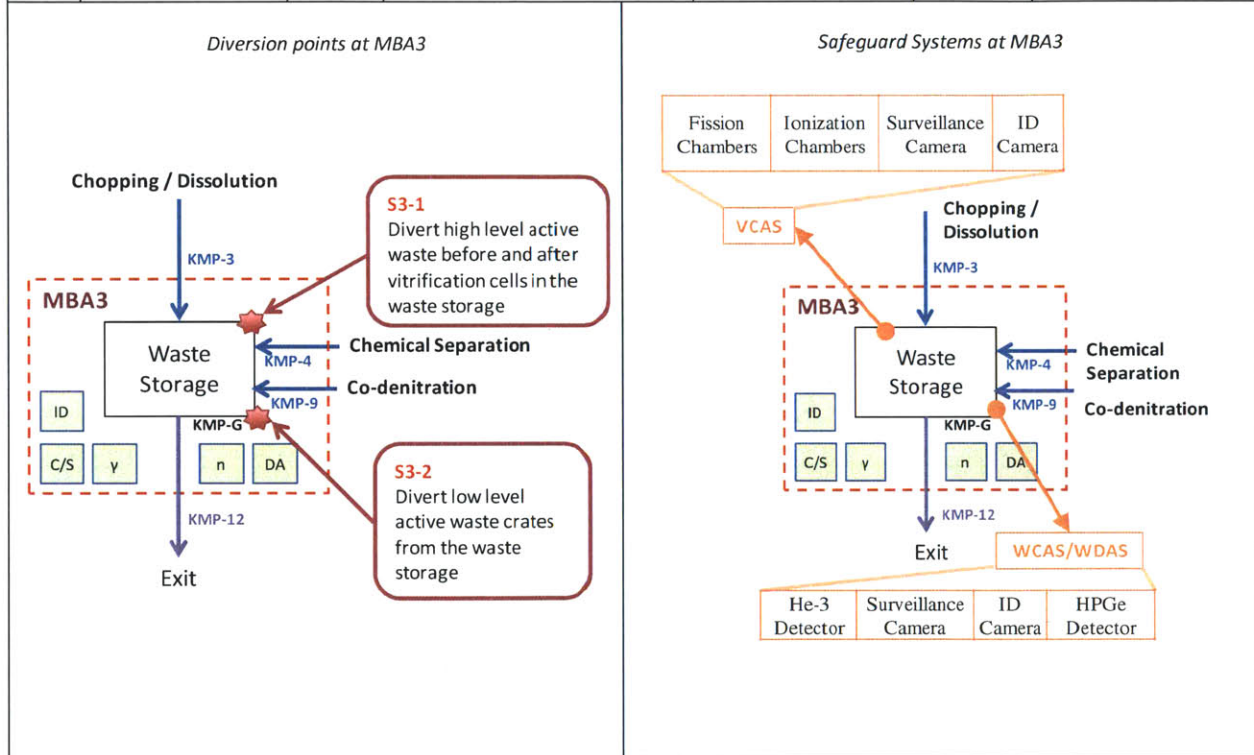 Diversion points at MBA3
Chopping / Dissolution
KMP-3
S3-1
Divert high level active
waste before and after
vitrification cells in the
waste storage
MBA3
Waste
Storage
KMP-4
Chemical Separation
KMP-9
Co-denitration
ID
KMP-G
C/S
γ
n
DA
S3-2
Divert low level
active waste crates
from the waste
storage
KMP-12
Exit
Safeguard Systems at MBA3
Fission
Chambers
Ionization
Chambers
Surveillance
Camera
ID
Camera
VCAS
Chopping /
Dissolution
KMP-3
MBA3
Waste
Storage
KMP-4
Chemical
Separation
KMP-9
Co-denitration
ID
KMP-G
C/S
γ
n
DA
KMP-12
Exit
WCAS/WDAS
He-3
Detector
Surveillance
Camera
ID
Camera
HPGe
Detector